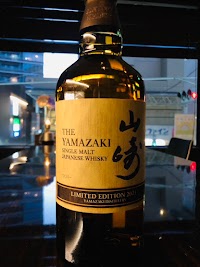 山崎
THE
YAMAZAKI
SINGLE MALT
JAPANESE WHISKY
LIMITED EDITION